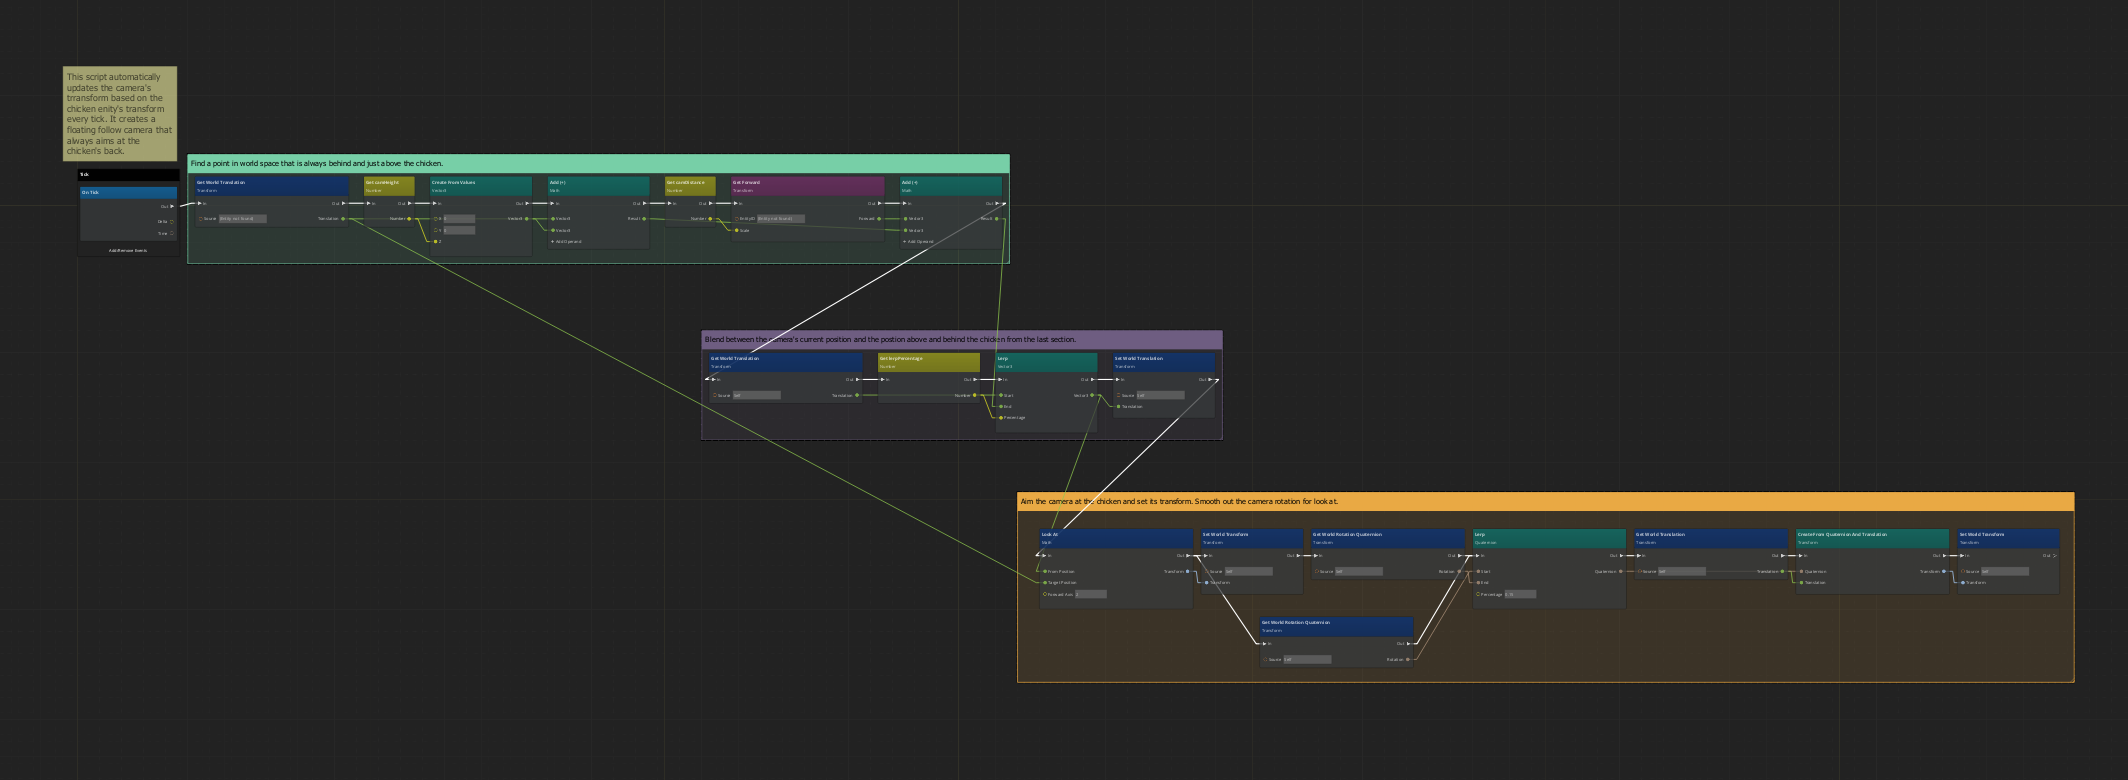 This script automatically
updates the camera's
trransform based on the
chicken enity's transform
every tick. It creates a
floating follow camera that
always aims at the
chicken's back.
Find a point in world space that is always behind and just above the chicken.
Tick
On Tick
Out
Delta
Time
Add/Remove Events
Get World Translation
Transform
In
Out
Source
(Entity not found)
Translation
Get camHeight
Number
In
Out
Number
Create From Values
Vector3
In
Out
X
Vector3
Y
Z
Add (+)
Math
In
Out
Vector3
Result
Vector3
+ Add Operand
Get camDistance
Number
In
Out
Number
Get Forward
Transform
In
Out
EntityID
(Entity not found)
Forward
Scale
Add (+)
Math
In
Out
Vector3
Result
Vector3
+ Add Operand
Blend between the camera's current position and the postion above and behind the chicken from the last section.
Get World Translation
Transform
In
Out
Source
Self
Translation
Get lerpPercentage
Number
In
Out
Number
Lerp
Vector3
In
Out
Start
Vector3
End
Percentage
Set World Translation
Transform
In
Out
Source
Self
Translation
Aim the camera at the chicken and set its transform. Smooth out the camera rotation for look at.
Look At
Math
In
Out
From Position
Transform
Target Position
Forward Axis
Set World Transform
Transform
In
Out
Source
Self
Transform
Get World Rotation Quaternion
Transform
In
Out
Source
Self
Rotation
Lerp
Quaternion
In
Out
Start
Quaternion
End
Percentage
Get World Translation
Transform
In
Out
Source
Self
Translation
Create From Quaternion And Translation
Transform
In
Out
Quaternion
Transform
Translation
Set World Transform
Transform
In
Out
Source
Self
Transform
Get World Rotation Quaternion
Transform
In
Out
Source
Self
Rotation